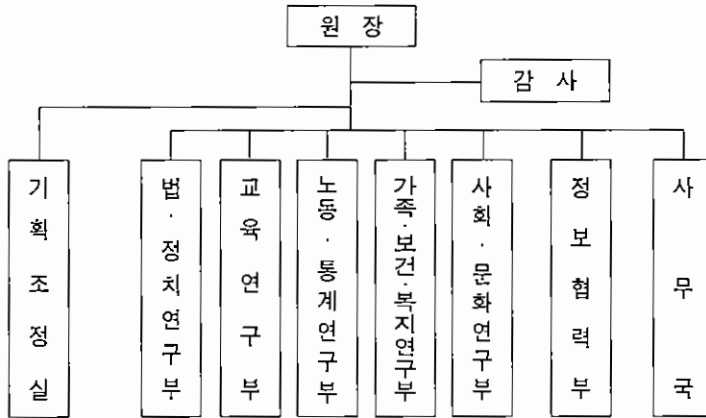 원 장
감 사
기획조정실
법·정치연구부
교육연구부
노동·통계연구부
가족·보건·복지연구부
사회·문화연구부
정보협력부
사무국